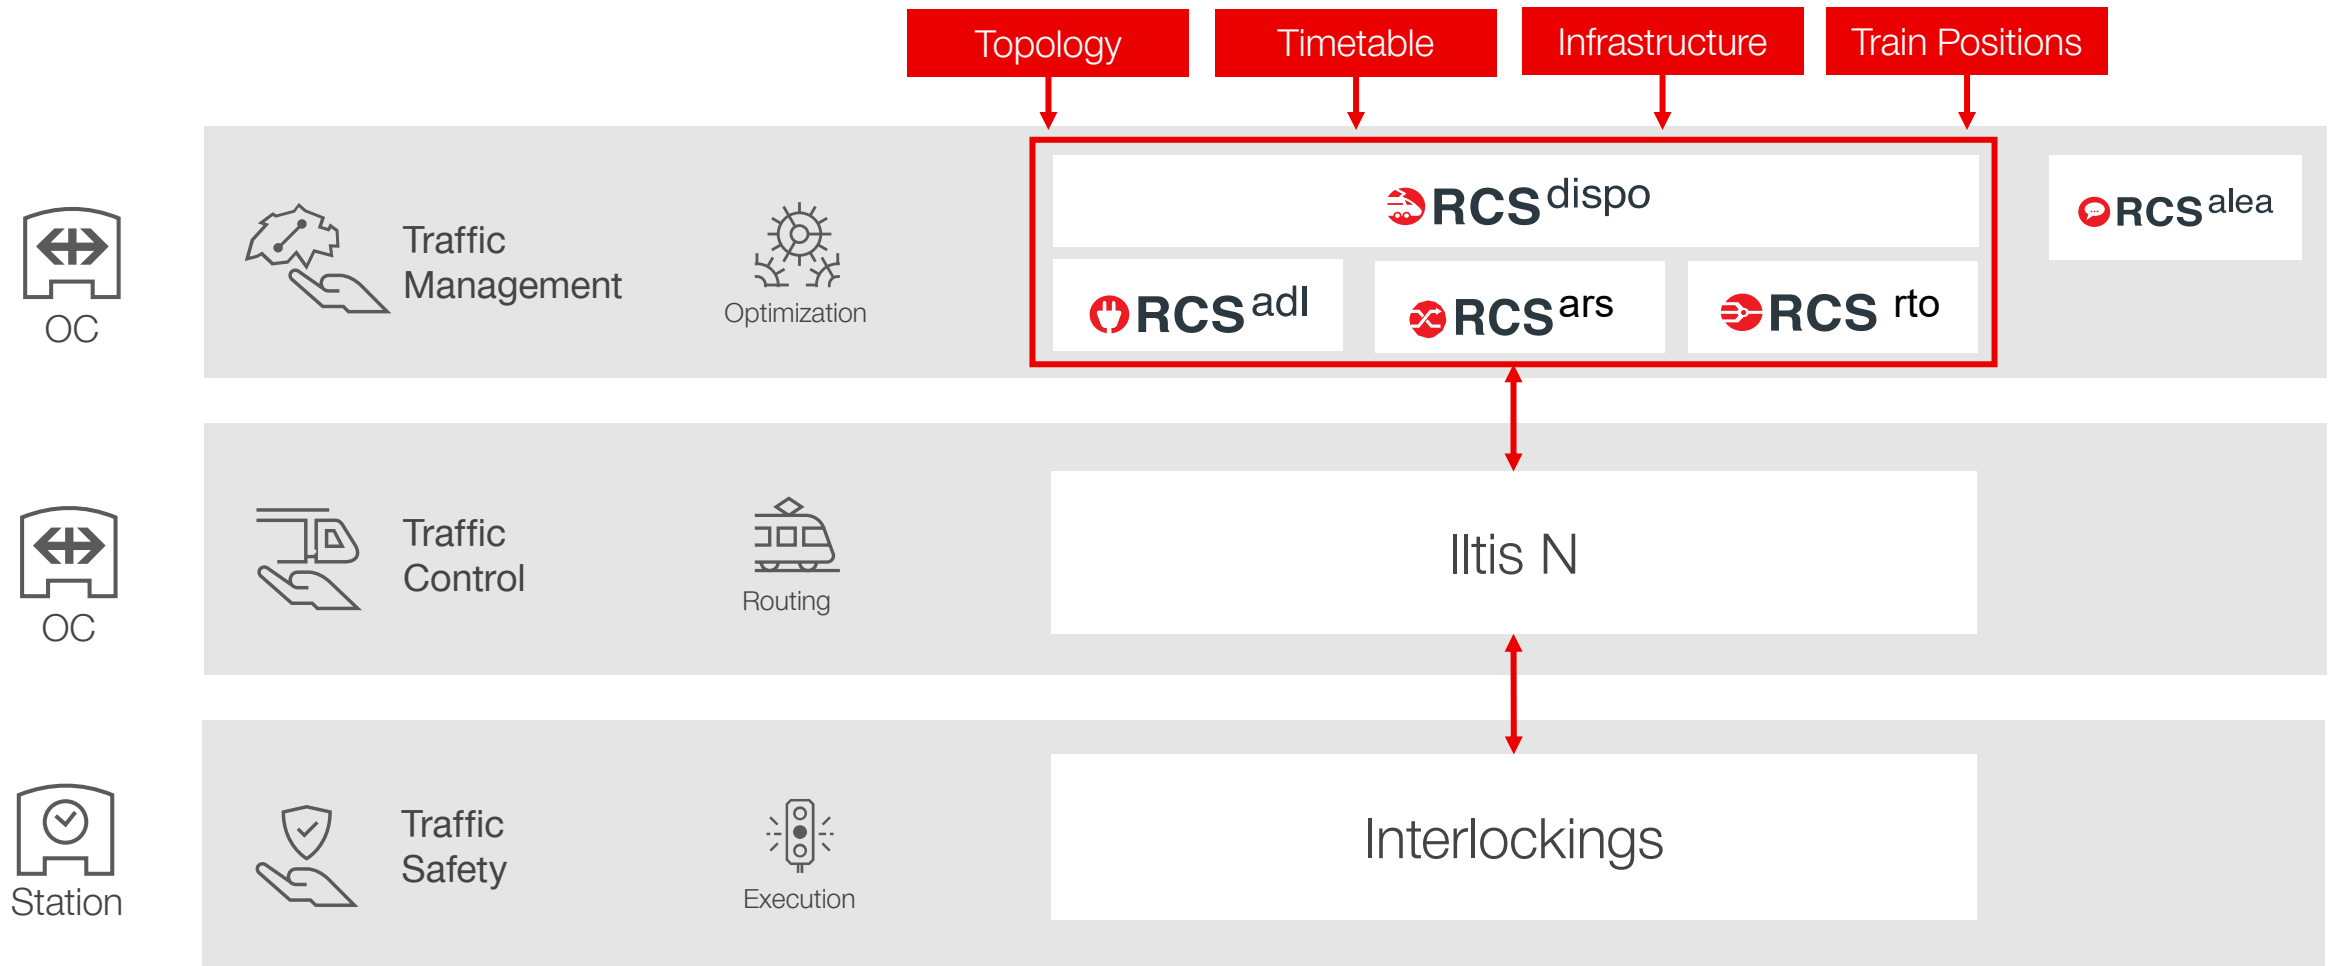 Topology
Timetable
Infrastructure
Train Positions
OC
Traffic
Management
Optimization
RCS dispo
RCS adl
RCS ars
RCS rto
RCS alea
OC
Traffic
Control
Routing
Iltis N
Station
Traffic
Safety
Execution
Interlockings